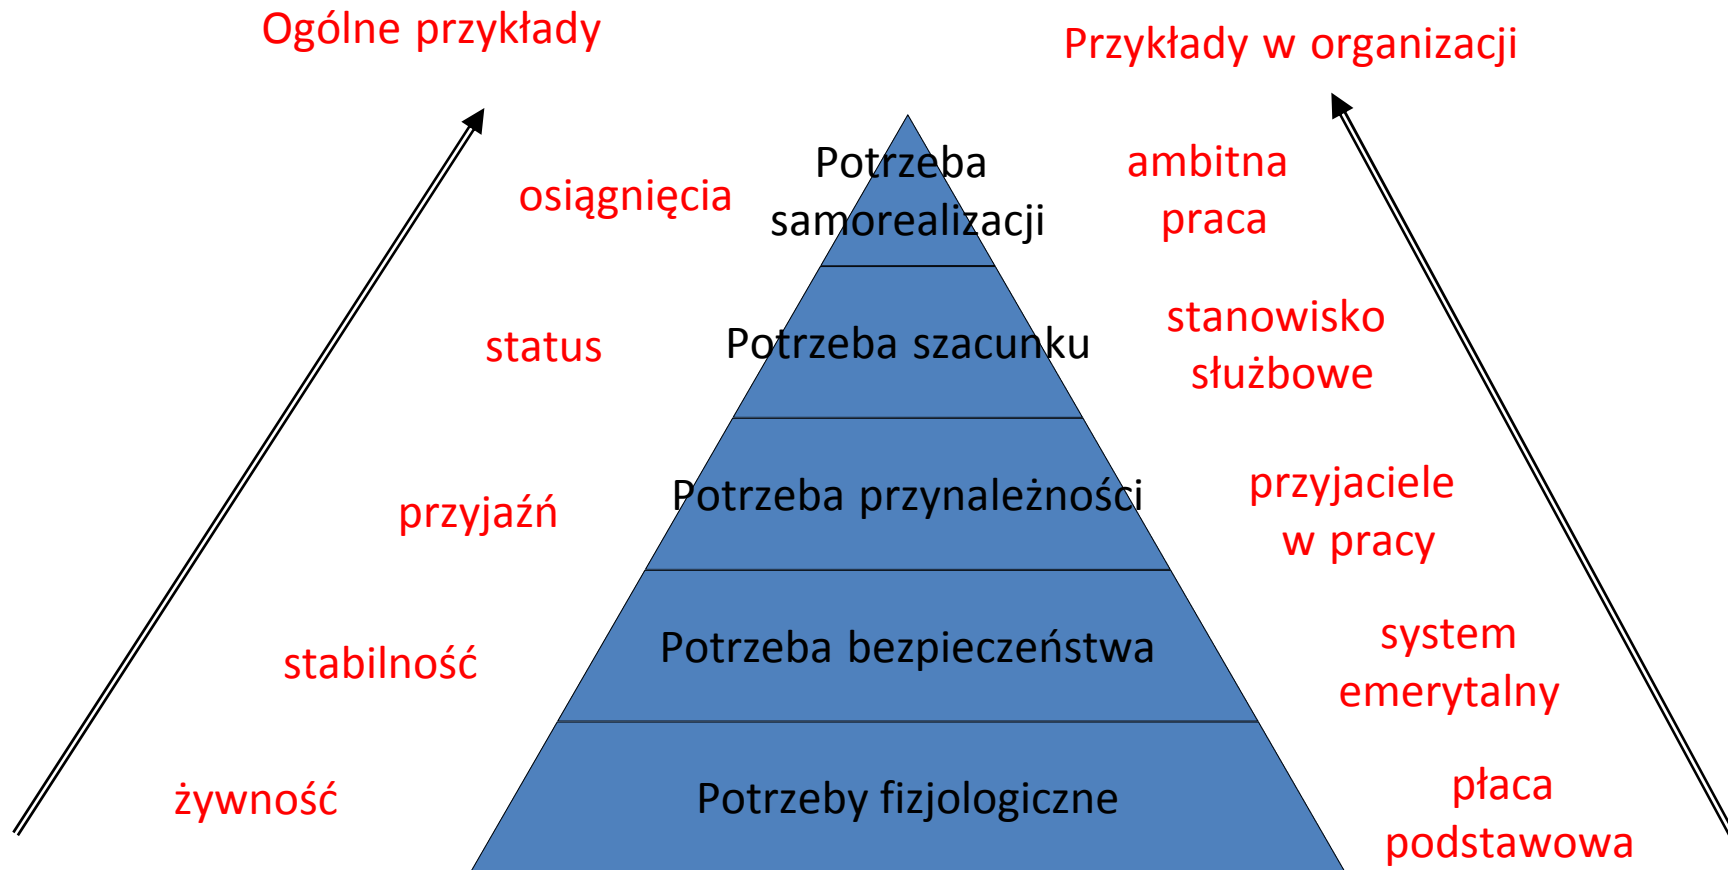 Ogólne przykłady
Przykłady w organizacji
osiągnięcia
Potrzeba
samorealizacji
ambitna
praca
status
Potrzeba szacunku
stanowisko
służbowe
przyjaźń
Potrzeba przynależności
przyjaciele
w pracy
stabilność
Potrzeba bezpieczeństwa
system
emerytalny
żywność
Potrzeby fizjologiczne
płaca
podstawowa